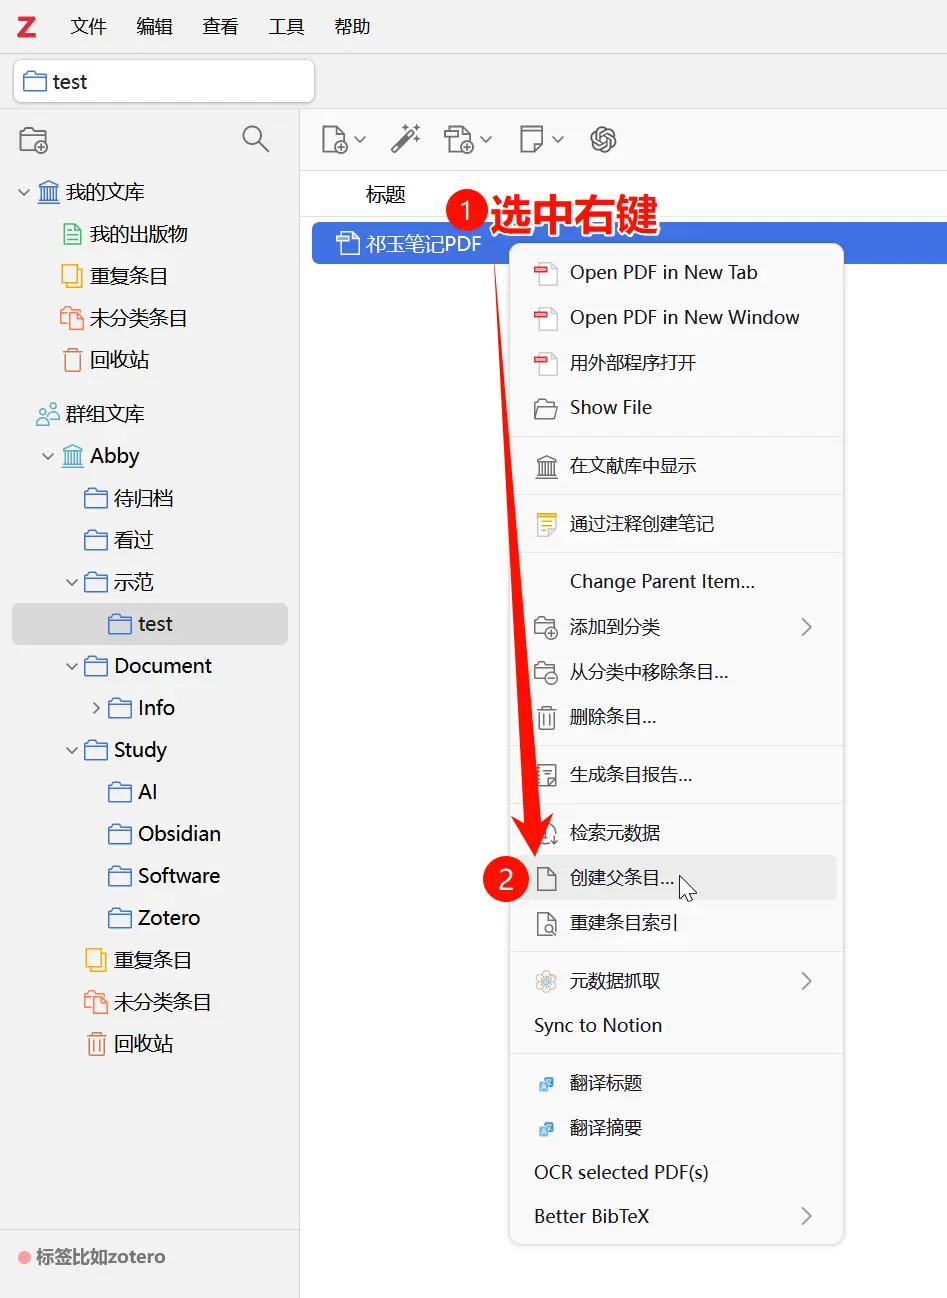 Z 文件 编辑 查看 工具 帮助
test
我的文库
我的出版物
重复条目
未分类条目
回收站
群组文库
Abby
待归档
看过
示范
test
Document
Info
Study
AI
Obsidian
Software
Zotero
重复条目
未分类条目
回收站
标签比如zotero
标题
1 选中右键
祁玉笔记PDF
Open PDF in New Tab
Open PDF in New Window
用外部程序打开
Show File
在文献库中显示
通过注释创建笔记
Change Parent Item...
添加到分类
从分类中移除条目...
删除条目...
生成条目报告...
检索元数据
2 创建父条目...
重建条目索引
元数据抓取
Sync to Notion
翻译标题
翻译摘要
OCR selected PDF(s)
Better BibTeX